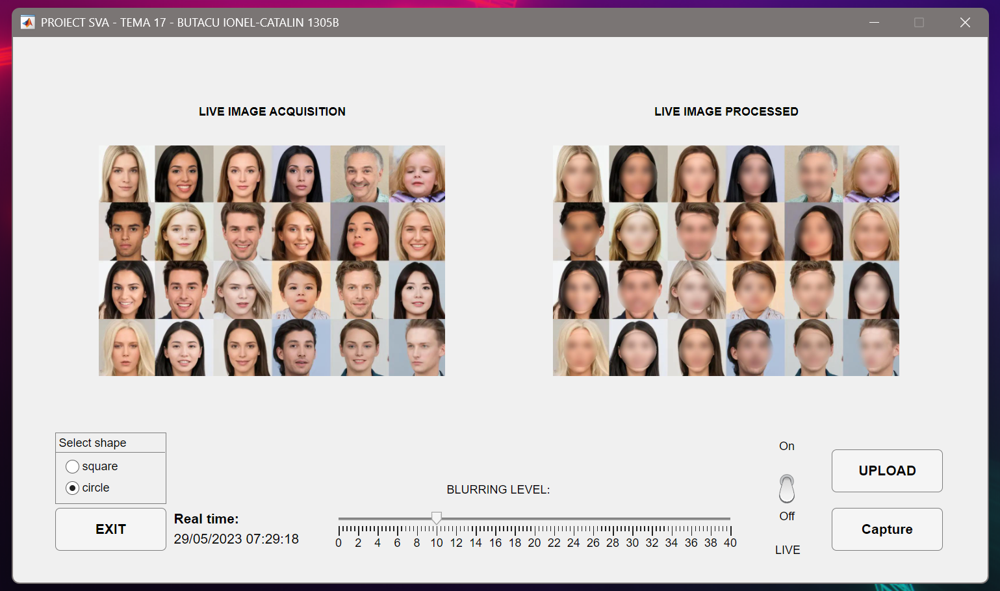 PROIECT SVA - TEMA 17 - BUTACU IONEL-CATALIN 1305B
LIVE IMAGE ACQUISITION
LIVE IMAGE PROCESSED
Select shape
square
circle
EXIT
Real time:
29/05/2023 07:29:18
BLURRING LEVEL:
0 2 4 6 8 10 12 14 16 18 20 22 24 26 28 30 32 34 36 38 40
On
Off
LIVE
UPLOAD
Capture